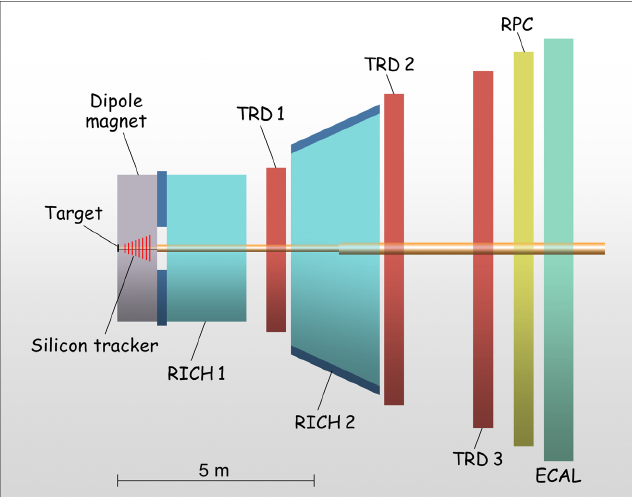 RPC
TRD 2
Dipole
magnet
TRD 1
Target
Silicon tracker
RICH 1
RICH 2
TRD 3
5 m
ECAL